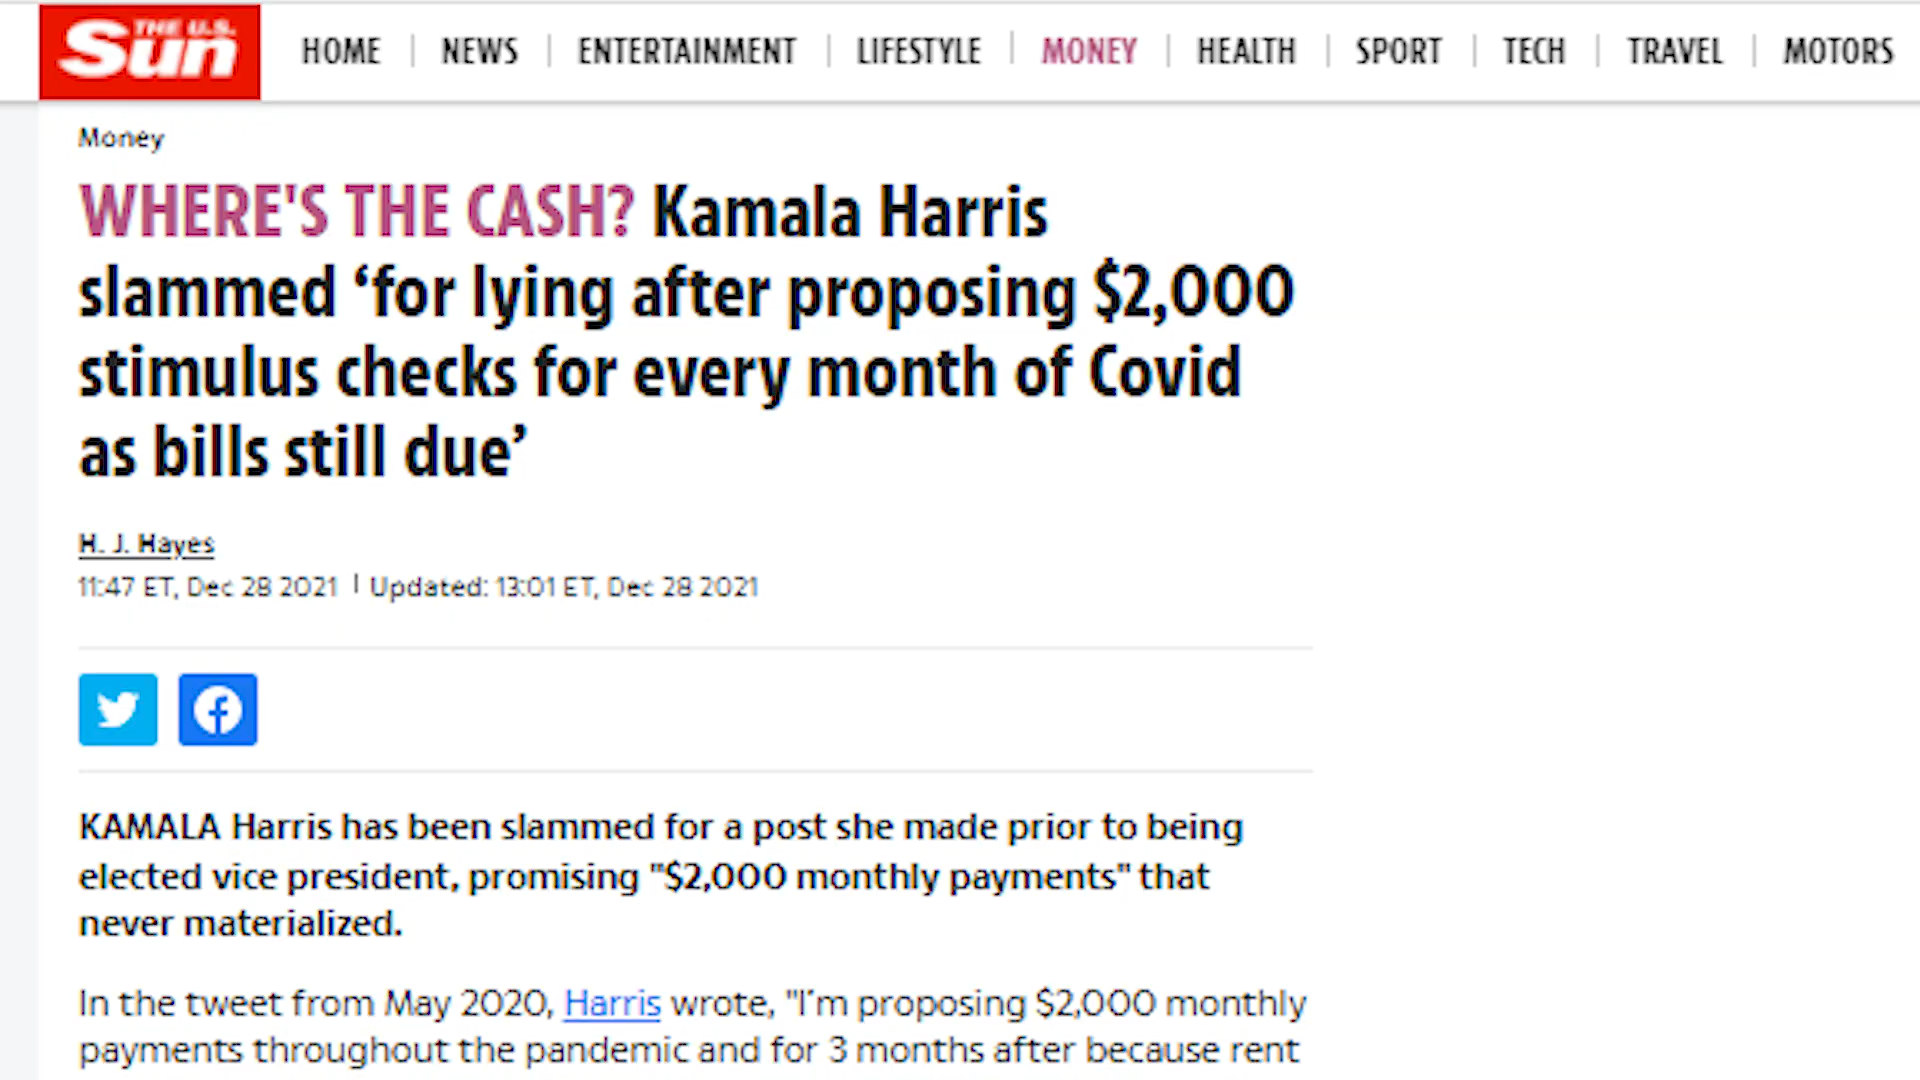 THE U.S.
Sun
HOME | NEWS | ENTERTAINMENT | LIFESTYLE | MONEY | HEALTH | SPORT | TECH | TRAVEL | MOTORS
Money
WHERE'S THE CASH? Kamala Harris
slammed ‘for lying after proposing $2,000
stimulus checks for every month of Covid
as bills still due’
H. J. Hayes
11:47 ET, Dec 28 2021 | Updated: 13:01 ET, Dec 28 2021
KAMALA Harris has been slammed for a post she made prior to being
elected vice president, promising "$2,000 monthly payments" that
never materialized.
In the tweet from May 2020, Harris wrote, "I'm proposing $2,000 monthly
payments throughout the pandemic and for 3 months after because rent